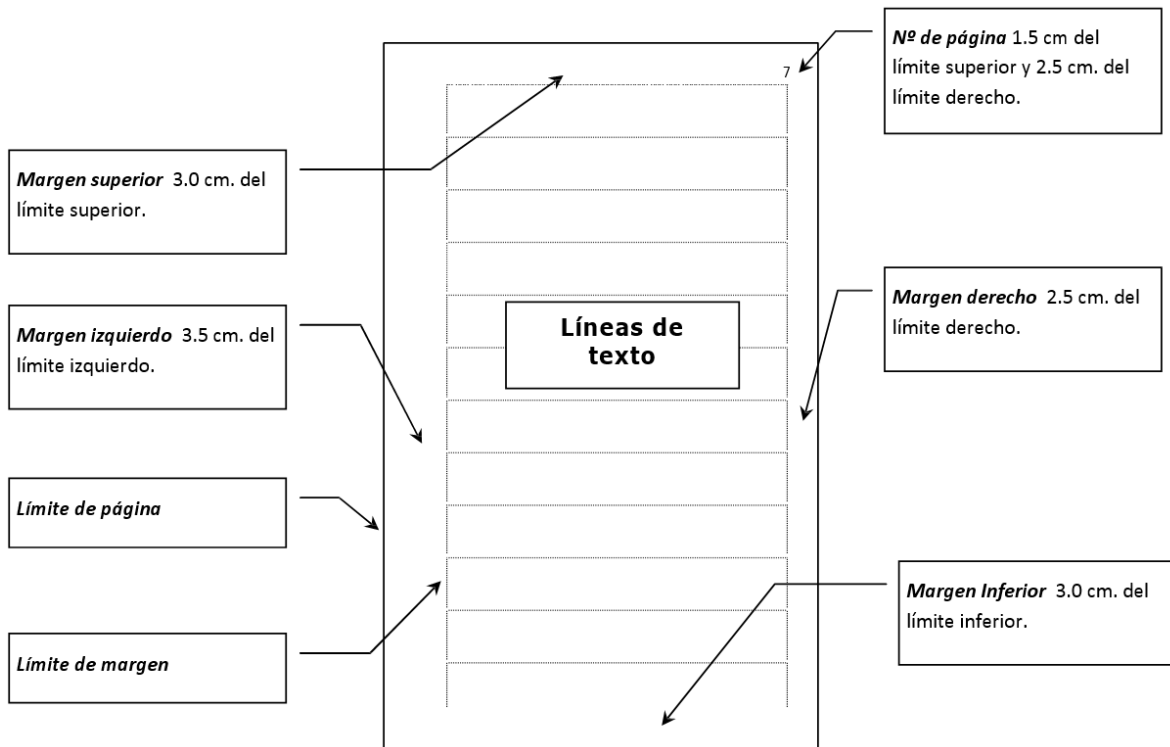 Nº de página 1.5 cm del
límite superior y 2.5 cm. del
límite derecho.
7
Margen superior 3.0 cm. del
límite superior.
Margen izquierdo 3.5 cm. del
límite izquierdo.
Líneas de
texto
Margen derecho 2.5 cm. del
límite derecho.
Límite de página
Margen Inferior 3.0 cm. del
límite inferior.
Límite de margen